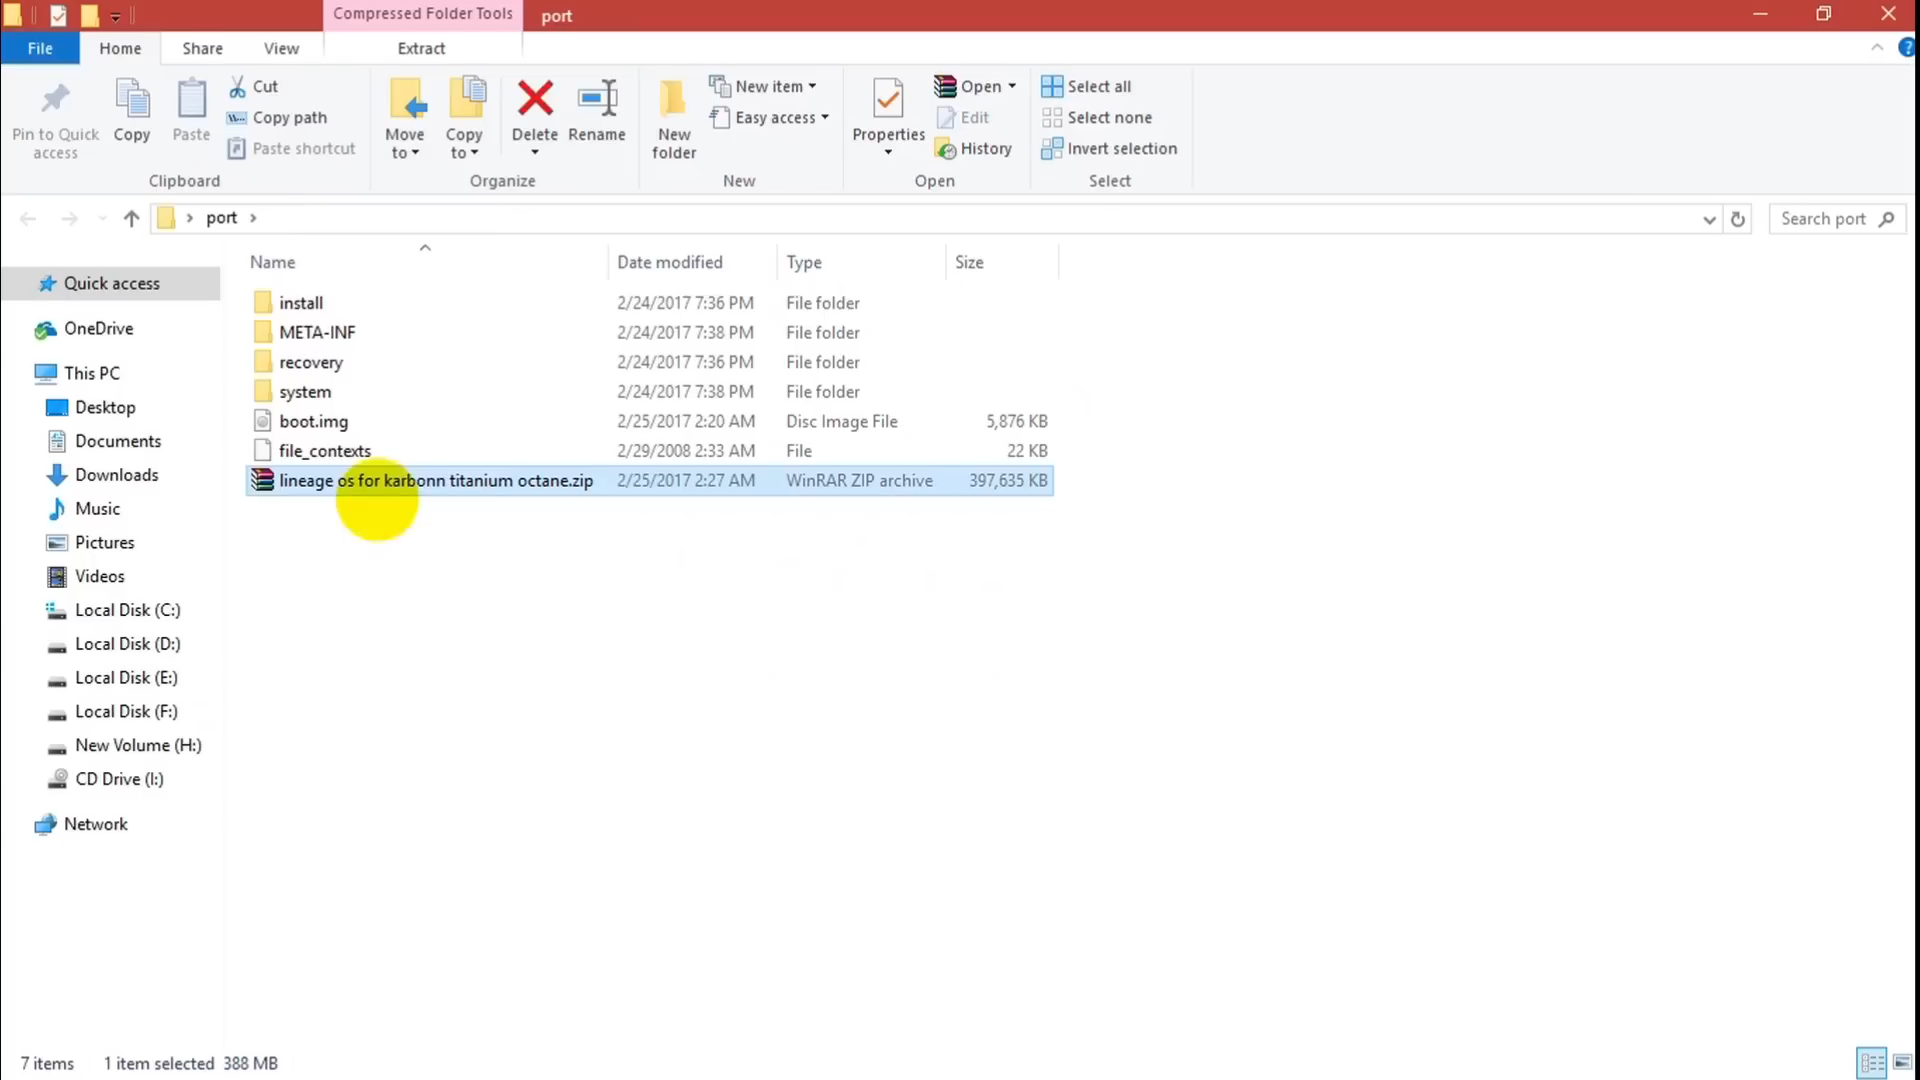 Compressed Folder Tools
port
File
Home
Share
View
Extract
Pin to Quick access
Copy
Paste
Cut
Copy path
Paste shortcut
Clipboard
Move to
Copy to
Delete
Rename
Organize
New folder
New item
Easy access
New
Properties
Open
Edit
History
Open
Select all
Select none
Invert selection
Select
port
Search port
Name Date modified Type Size
install 2/24/2017 7:36 PM File folder
META-INF 2/24/2017 7:38 PM File folder
recovery 2/24/2017 7:36 PM File folder
system 2/24/2017 7:38 PM File folder
boot.img 2/25/2017 2:20 AM Disc Image File 5,876 KB
file_contexts 2/29/2008 2:33 AM File 22 KB
lineage os for karbonn titanium octane.zip 2/25/2017 2:27 AM WinRAR ZIP archive 397,635 KB
Quick access
OneDrive
This PC
Desktop
Documents
Downloads
Music
Pictures
Videos
Local Disk (C:)
Local Disk (D:)
Local Disk (E:)
Local Disk (F:)
New Volume (H:)
CD Drive (I:)
Network
7 items 1 item selected 388 MB